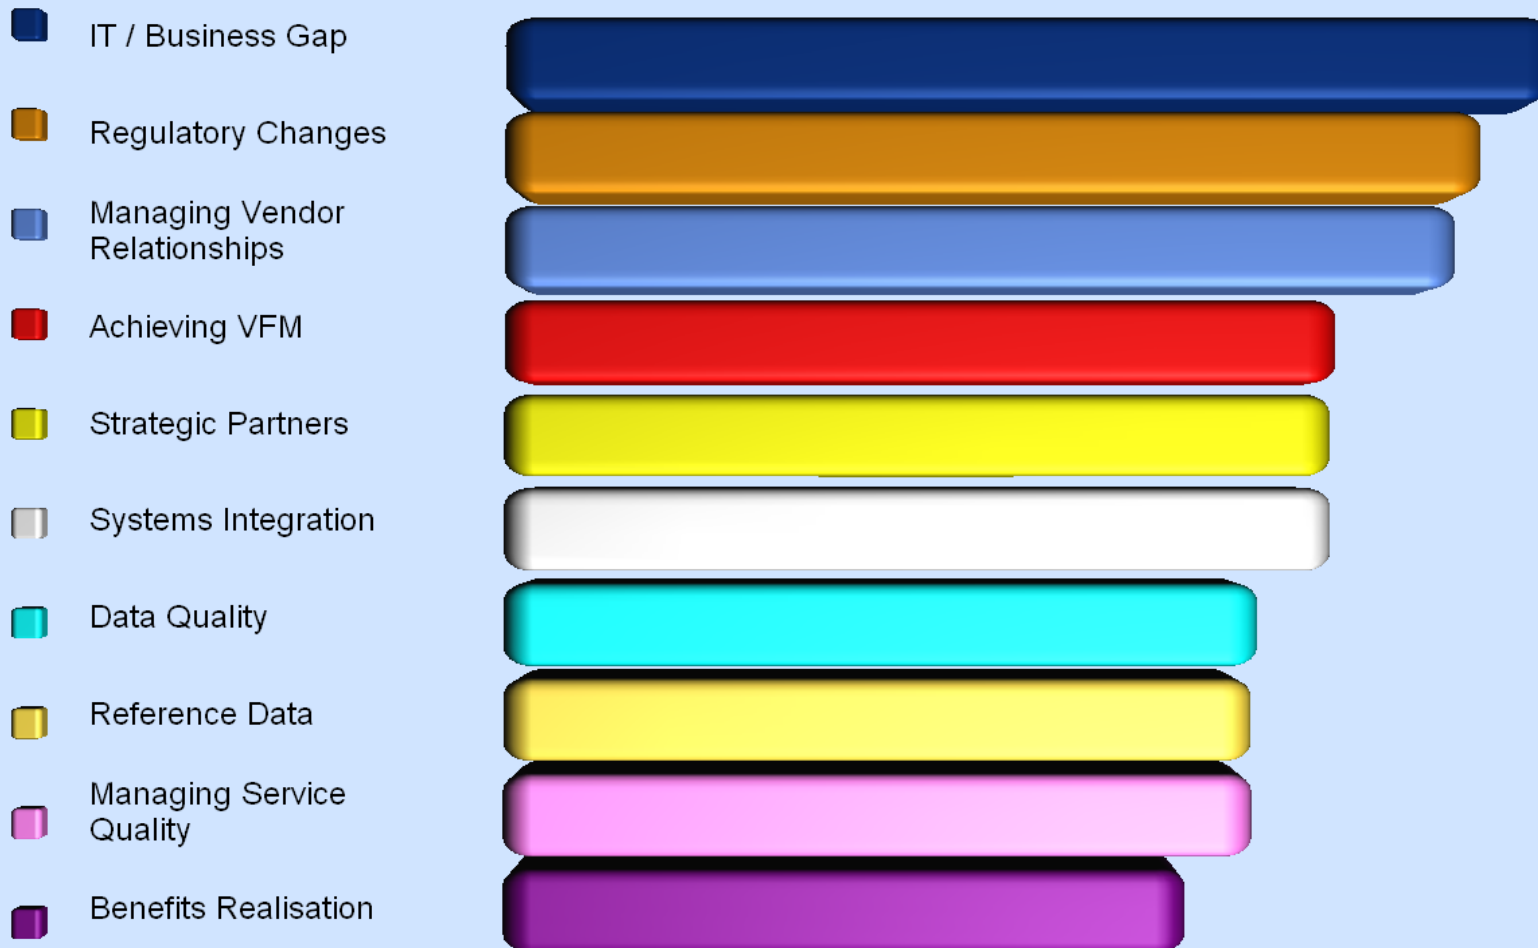 IT / Business Gap
Regulatory Changes
Managing Vendor
Relationships
Achieving VFM
Strategic Partners
Systems Integration
Data Quality
Reference Data
Managing Service
Quality
Benefits Realisation